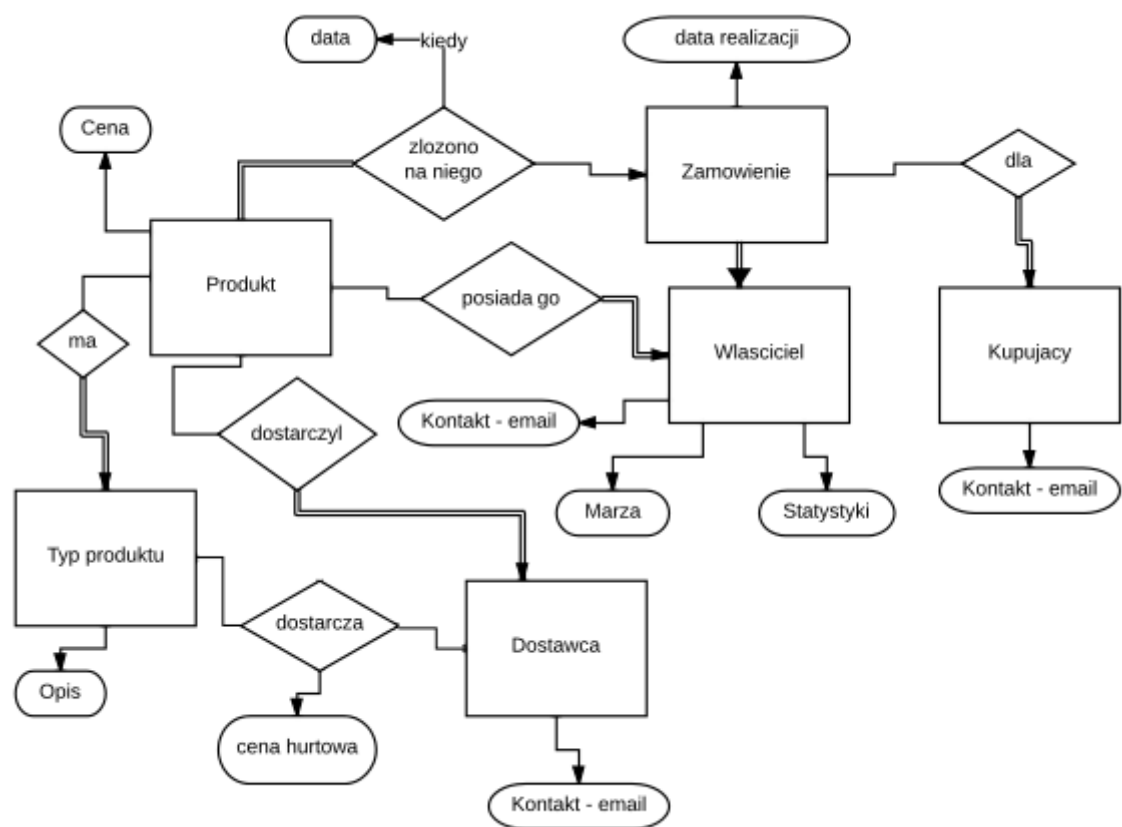 data
kiedy
data realizacji
Cena
zlozono
na niego
Zamowienie
dla
Produkt
posiada go
ma
Wlasciciel
Kupujacy
Kontakt - email
dostarczyl
Marza
Statystyki
Kontakt - email
Typ produktu
dostarcza
Dostawca
Opis
cena hurtowa
Kontakt - email